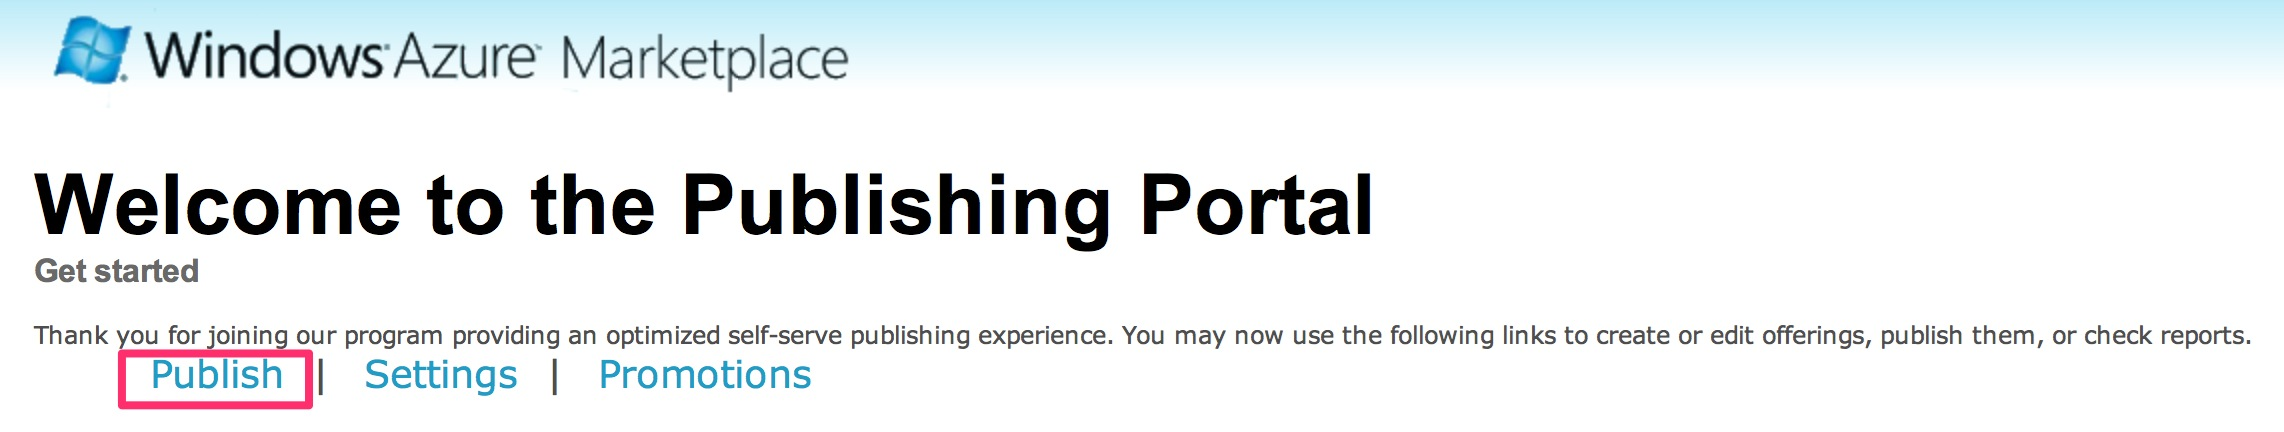 Windows Azure™ Marketplace
Welcome to the Publishing Portal
Get started
Thank you for joining our program providing an optimized self-serve publishing experience. You may now use the following links to create or edit offerings, publish them, or check reports.
Publish | Settings | Promotions